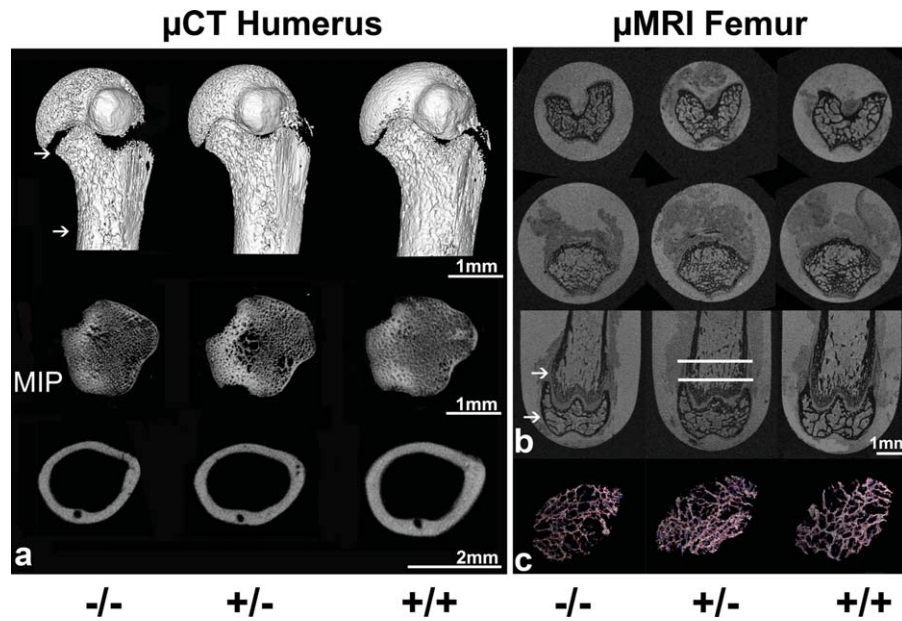 µCT Humerus
µMRI Femur
1mm
MIP
1mm
2mm
a
b
1mm
c
-/-
+/-
+/+
-/-
+/-
+/+